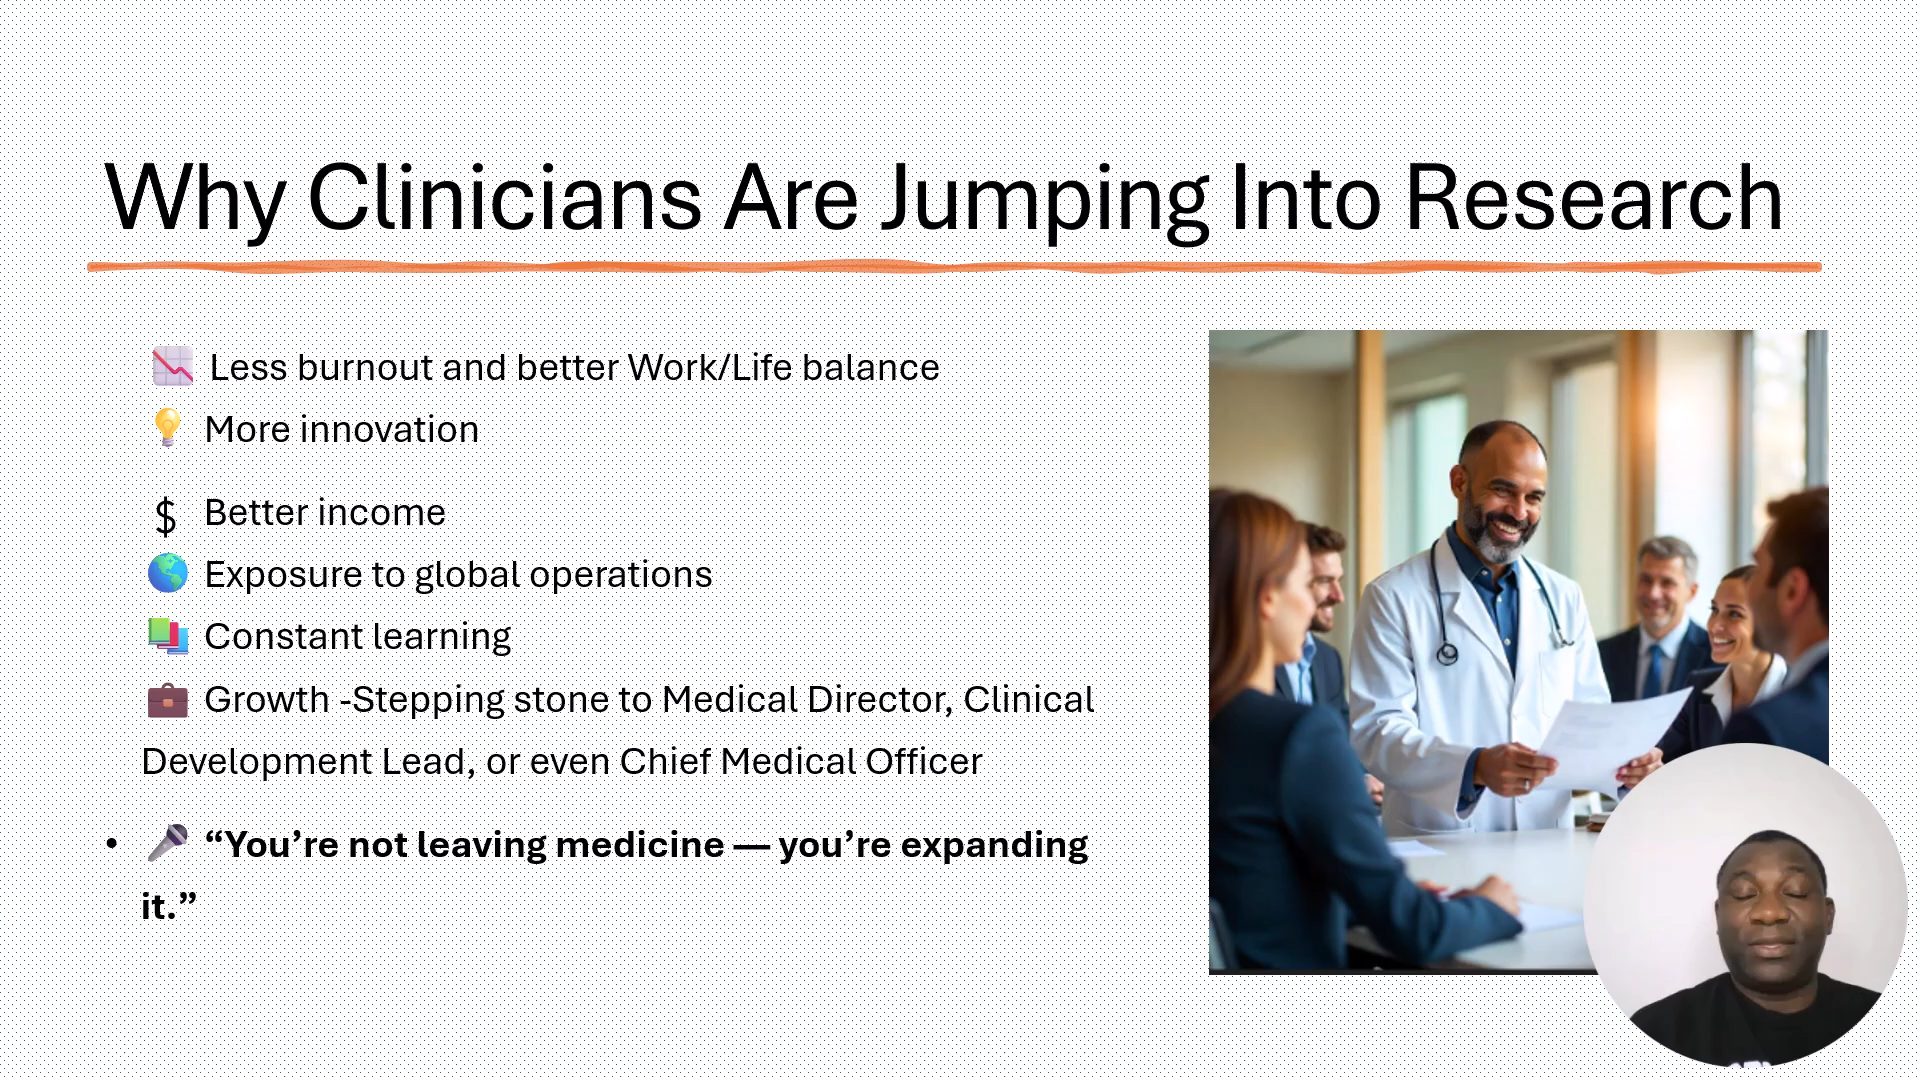 Why Clinicians Are Jumping Into Research
📉 Less burnout and better Work/Life balance
💡 More innovation
$ Better income
🌎 Exposure to global operations
📚 Constant learning
💼 Growth -Stepping stone to Medical Director, Clinical
Development Lead, or even Chief Medical Officer
• 🎤 “You’re not leaving medicine — you’re expanding
it.”